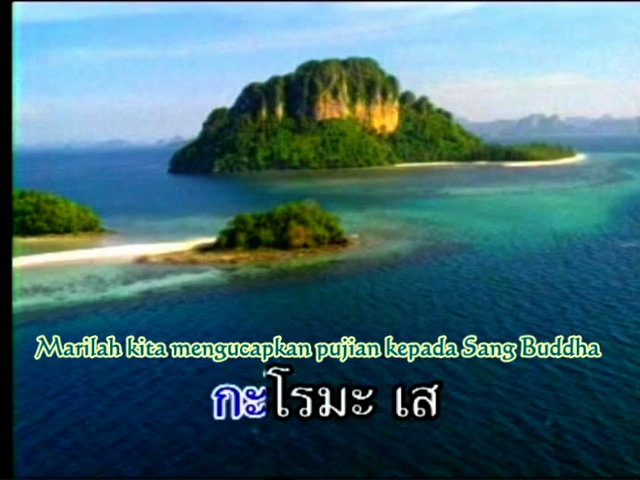 Marilah kita mengucapkan pujian kepada Sang Buddha
กะโรมะ เส